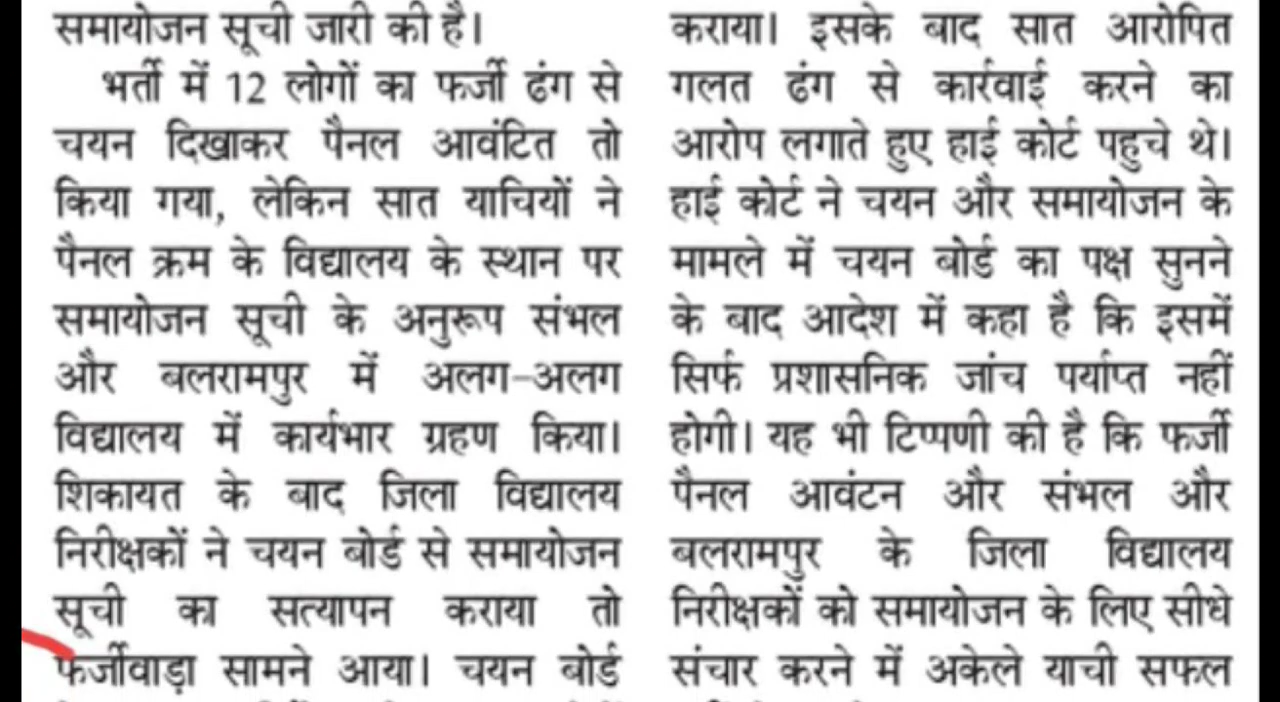 समायोजन सूची जारी की है।
भर्ती में 12 लोगों का फर्जी ढंग से
चयन दिखाकर पैनल आवंटित तो
किया गया, लेकिन सात याचियों ने
पैनल क्रम के विद्यालय के स्थान पर
समायोजन सूची के अनुरूप संभल
और बलरामपुर में अलग-अलग
विद्यालय में कार्यभार ग्रहण किया।
शिकायत के बाद जिला विद्यालय
निरीक्षकों ने चयन बोर्ड से समायोजन
सूची का सत्यापन कराया तो
फर्जीवाड़ा सामने आया। चयन बोर्ड
कराया। इसके बाद सात आरोपित
गलत ढंग से कार्रवाई करने का
आरोप लगाते हुए हाई कोर्ट पहुचे थे।
हाई कोर्ट ने चयन और समायोजन के
मामले में चयन बोर्ड का पक्ष सुनने
के बाद आदेश में कहा है कि इसमें
सिर्फ प्रशासनिक जांच पर्याप्त नहीं
होगी। यह भी टिप्पणी की है कि फर्जी
पैनल आवंटन और संभल और
बलरामपुर के जिला विद्यालय
निरीक्षकों को समायोजन के लिए सीधे
संचार करने में अकेले याची सफल